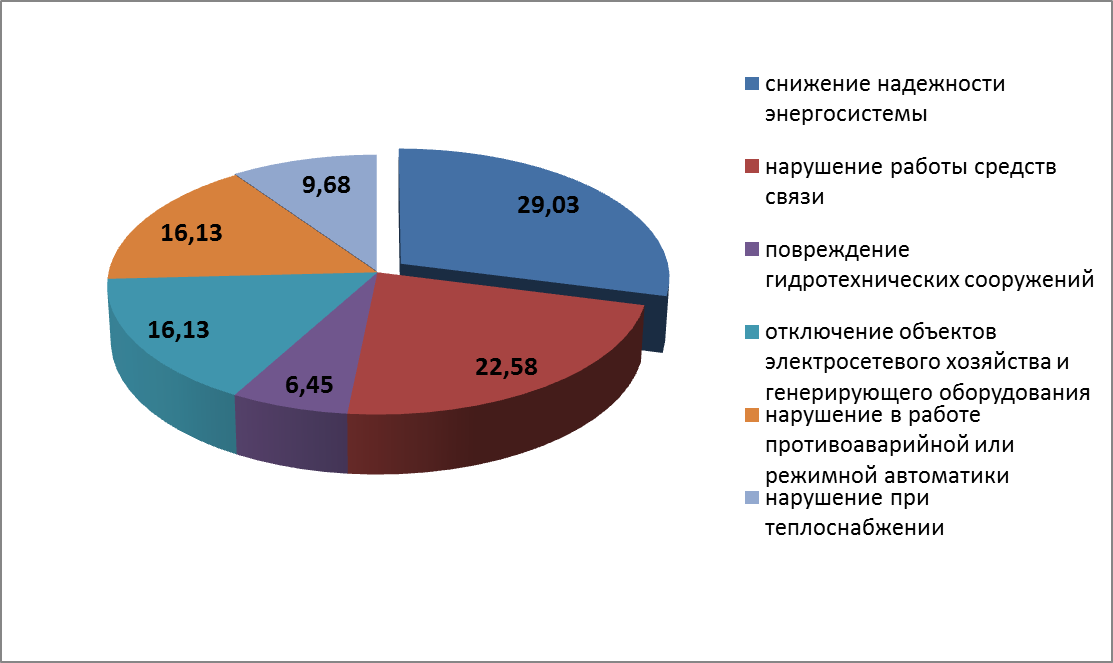 29,03
22,58
6,45
16,13
16,13
9,68
снижение надежности
энергосистемы
нарушение работы средств
связи
повреждение
гидротехнических сооружений
отключение объектов
электросетевого хозяйства и
генерирующего оборудования
нарушение в работе
противоаварийной или
режимной автоматики
нарушение при
теплоснабжении